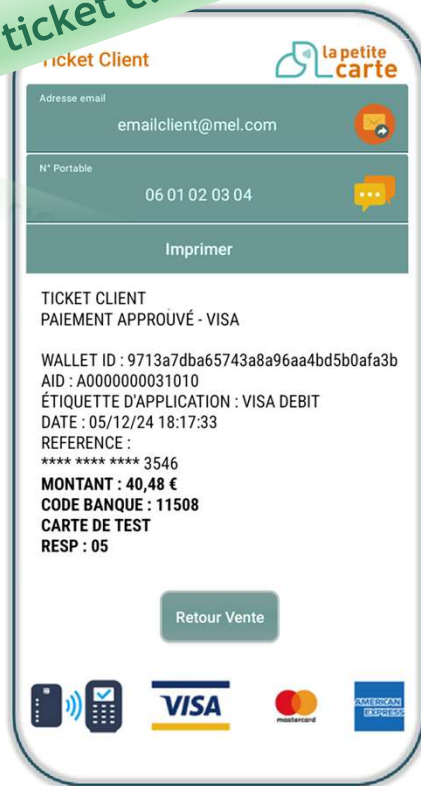 ticket c
Ticket Client
la petite
carte
Adresse email
emailclient@mel.com
N° Portable
06 01 02 03 04
Imprimer
TICKET CLIENT
PAIEMENT APPROUVÉ - VISA
WALLET ID : 9713a7dba65743a8a96aa4bd5b0afa3b
AID : A0000000031010
ÉTIQUETTE D'APPLICATION : VISA DEBIT
DATE : 05/12/24 18:17:33
REFERENCE :
**** **** **** 3546
MONTANT : 40,48 €
CODE BANQUE : 11508
CARTE DE TEST
RESP : 05
Retour Vente
VISA
mastercard
AMERICAN
EXPRESS